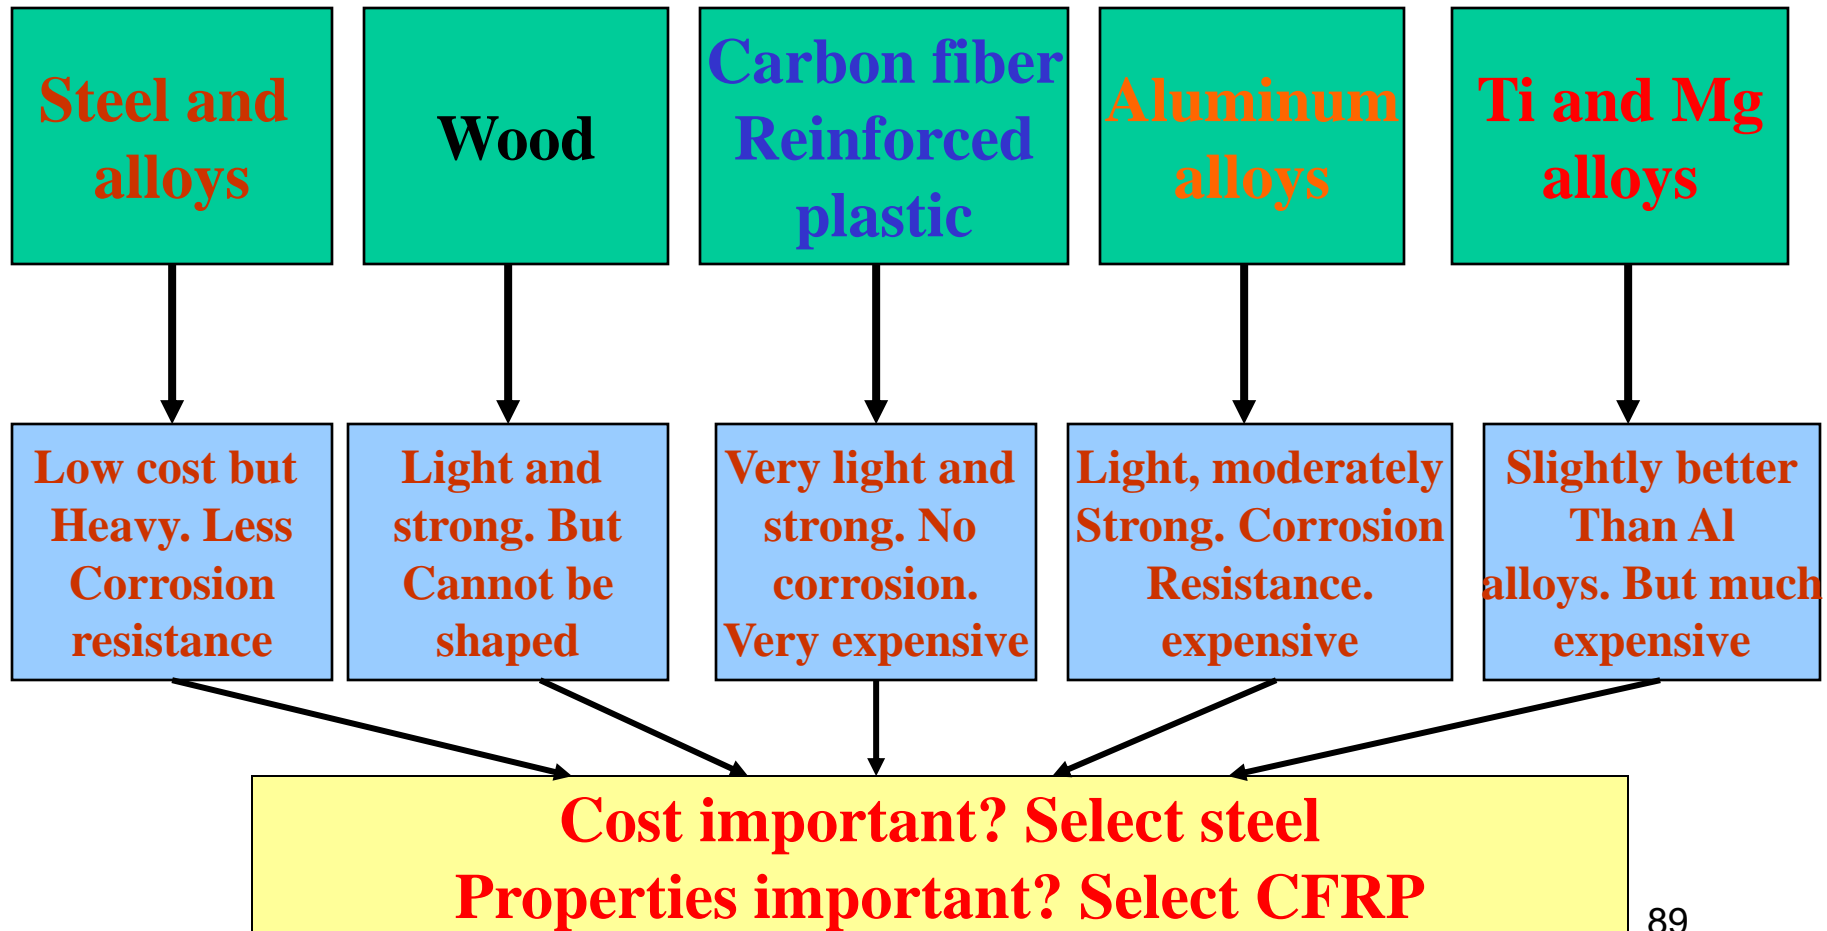 Steel and
alloys
Wood
Carbon fiber
Reinforced
plastic
Aluminum
alloys
Ti and Mg
alloys
Low cost but
Heavy. Less
Corrosion
resistance
Light and
strong. But
Cannot be
shaped
Very light and
strong. No
corrosion.
Very expensive
Light, moderately
Strong. Corrosion
Resistance.
expensive
Slightly better
Than Al
alloys. But much
expensive
Cost important? Select steel
Properties important? Select CFRP
89